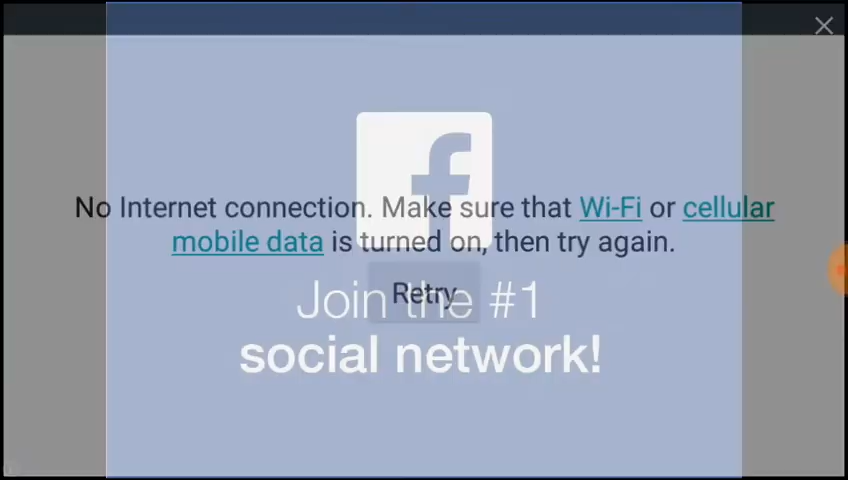 No Internet connection. Make sure that Wi-Fi or cellular
mobile data is turned on, then try again.
Retry
Join the #1
social network!